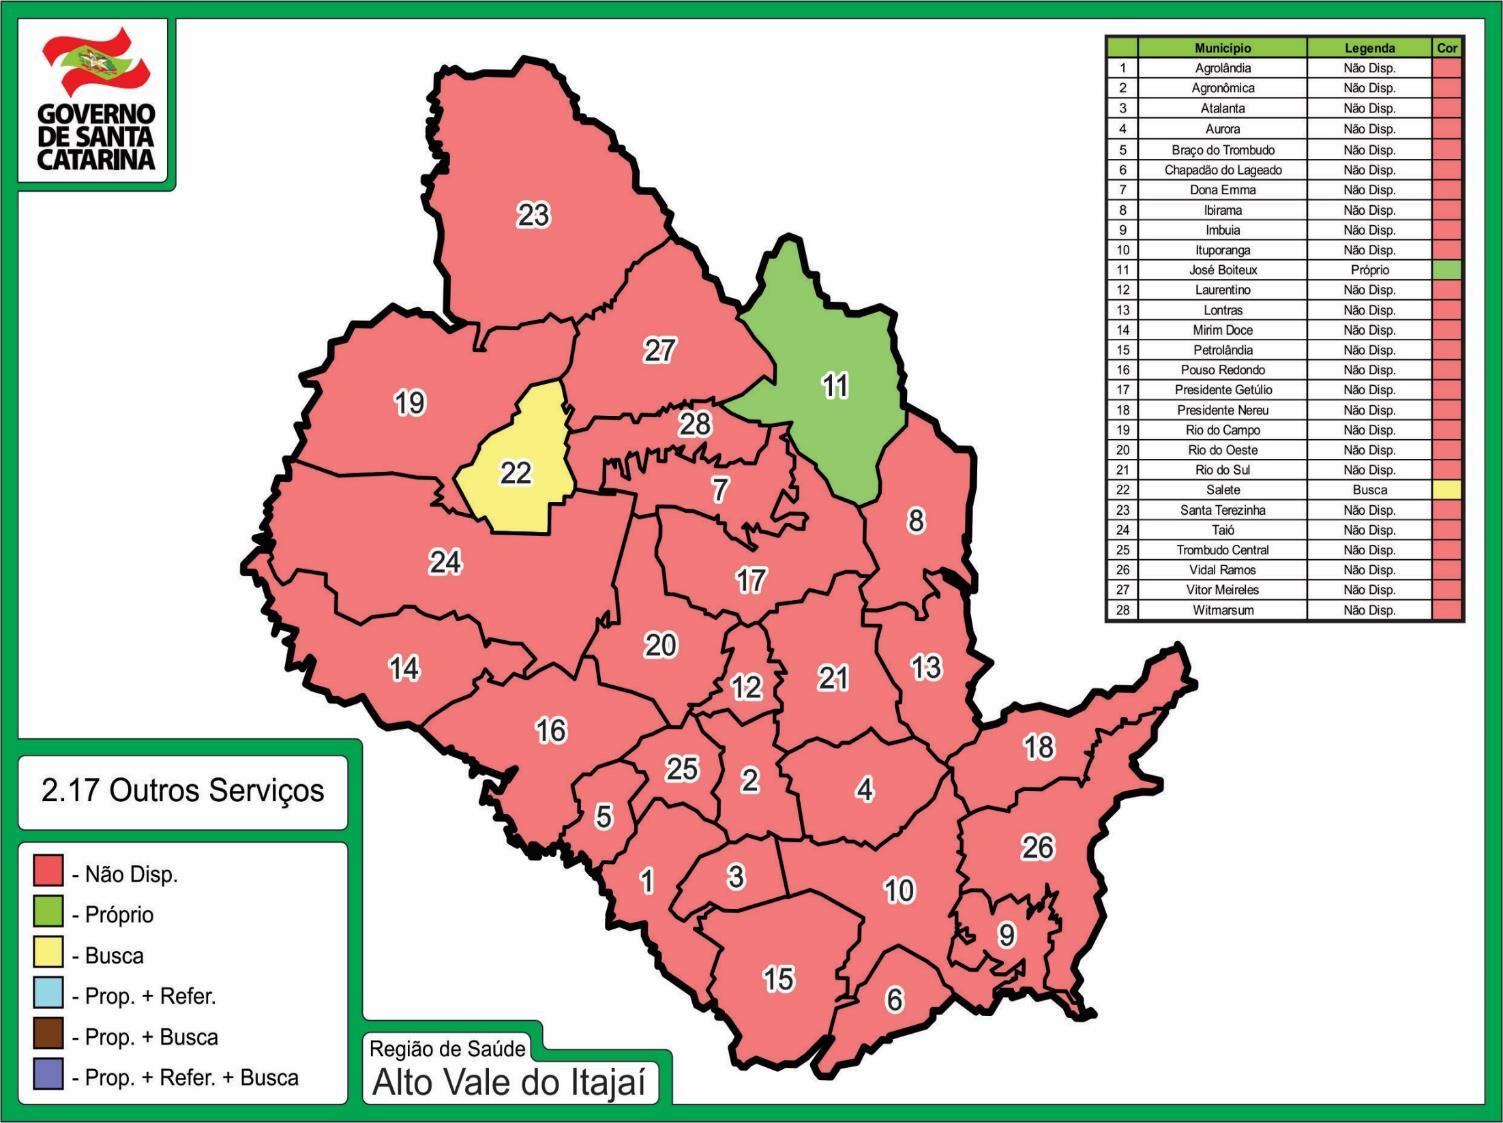 GOVERNO
DE SANTA
CATARINA
Município Legenda Cor
1 Agrolândia Não Disp.
2 Agronômica Não Disp.
3 Atalanta Não Disp.
4 Aurora Não Disp.
5 Braço do Trombudo Não Disp.
6 Chapadão do Lageado Não Disp.
7 Dona Emma Não Disp.
8 Ibirama Não Disp.
9 Imbuia Não Disp.
10 Ituporanga Não Disp.
11 José Boiteux Próprio
12 Laurentino Não Disp.
13 Lontras Não Disp.
14 Mirim Doce Não Disp.
15 Petrolândia Não Disp.
16 Pouso Redondo Não Disp.
17 Presidente Getúlio Não Disp.
18 Presidente Nereu Não Disp.
19 Rio do Campo Não Disp.
20 Rio do Oeste Não Disp.
21 Rio do Sul Não Disp.
22 Salete Busca
23 Santa Terezinha Não Disp.
24 Taió Não Disp.
25 Trombudo Central Não Disp.
26 Vidal Ramos Não Disp.
27 Vitor Meireles Não Disp.
28 Witmarsum Não Disp.
23
27
11
19
28
22
7
8
24
17
20
14
12
21
13
16
18
25
2
4
5
26
1
3
10
9
15
6
2.17 Outros Serviços
- Não Disp.
- Próprio
- Busca
- Prop. + Refer.
- Prop. + Busca
- Prop. + Refer. + Busca
Região de Saúde
Alto Vale do Itajaí